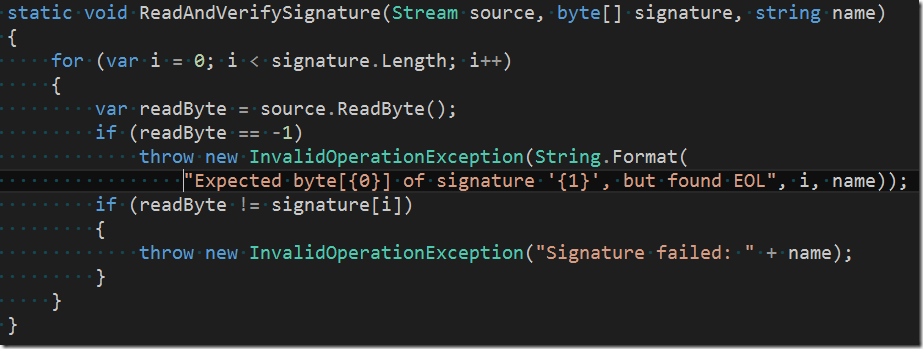 static void ReadAndVerifySignature(Stream source, byte[] signature, string name)
{
    for (var i = 0; i < signature.Length; i++)
    {
        var readByte = source.ReadByte();
        if (readByte == -1)
            throw new InvalidOperationException(String.Format(
                "Expected byte[{0}] of signature '{1}', but found EOL", i, name));
        if (readByte != signature[i])
        {
            throw new InvalidOperationException("Signature failed: " + name);
        }
    }
}